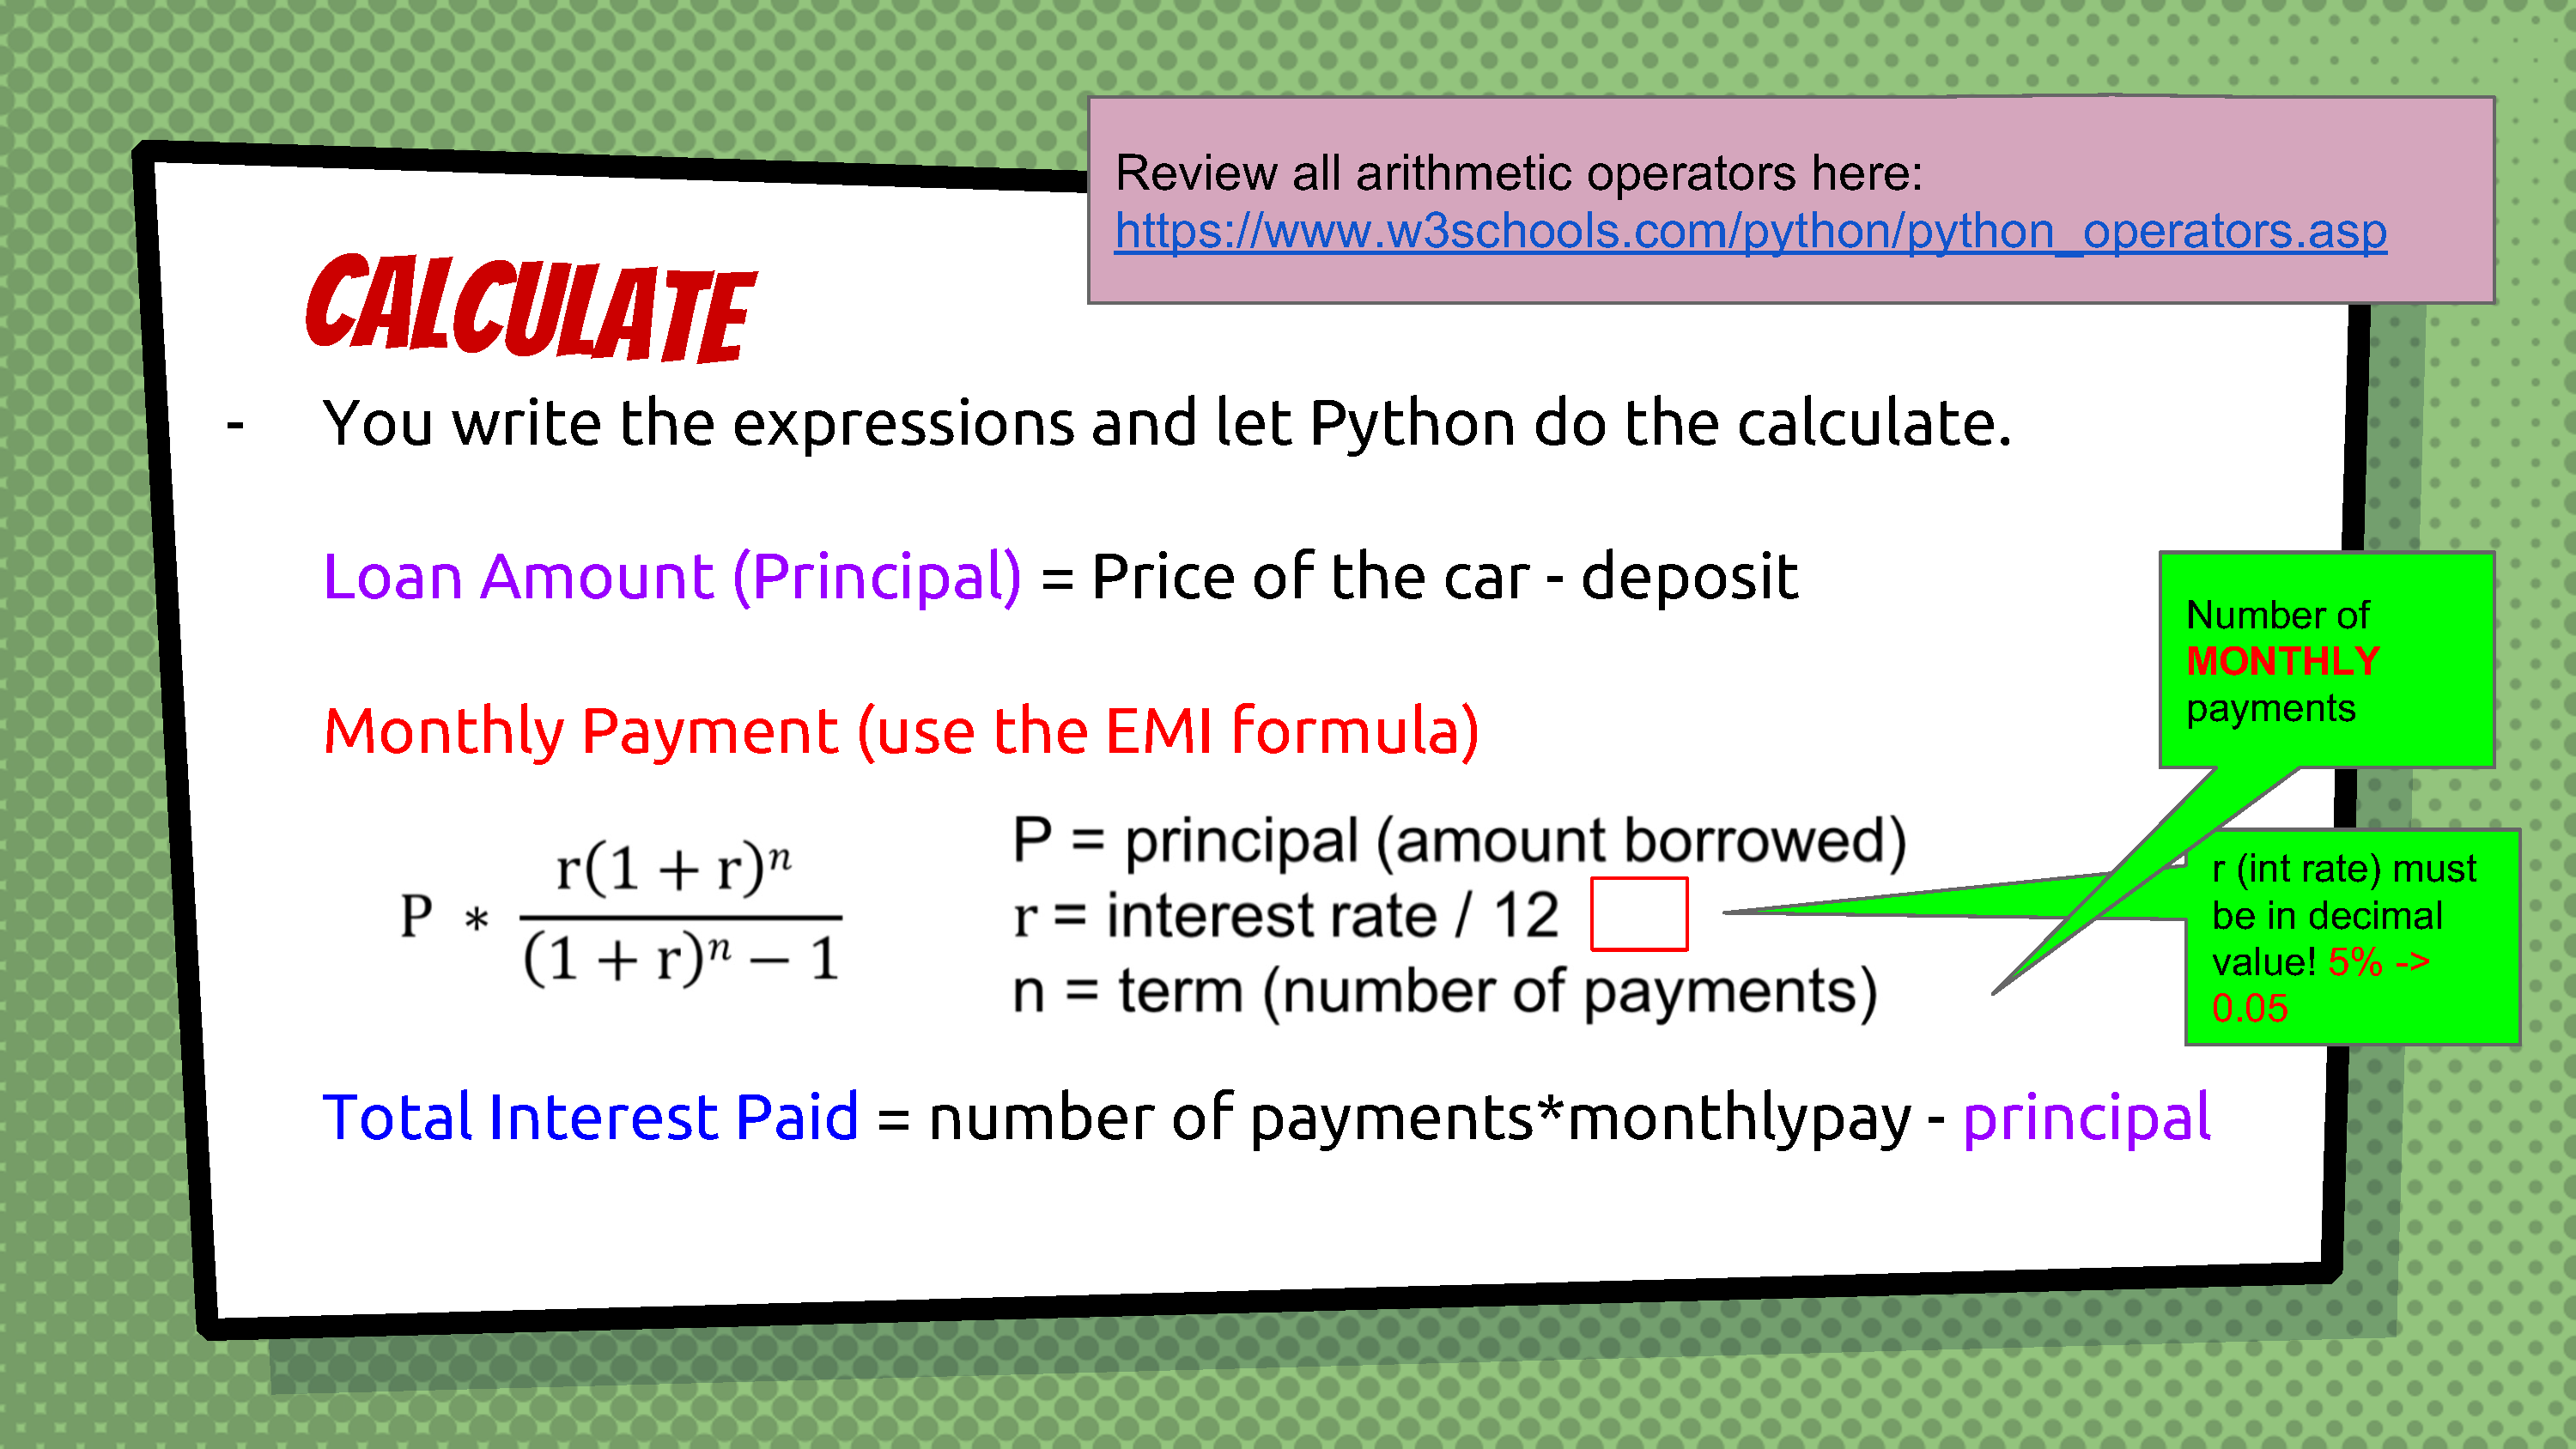 Review all arithmetic operators here:
https://www.w3schools.com/python/python_operators.asp
CALCULATE
- You write the expressions and let Python do the calculate.
Loan Amount (Principal) = Price of the car - deposit
Number of
MONTHLY
payments
Monthly Payment (use the EMI formula)
P * r(1 + r)^n / (1 + r)^n − 1
P = principal (amount borrowed)
r = interest rate / 12
n = term (number of payments)
r (int rate) must
be in decimal
value! 5% ->
0.05
Total Interest Paid = number of payments*monthlypay - principal